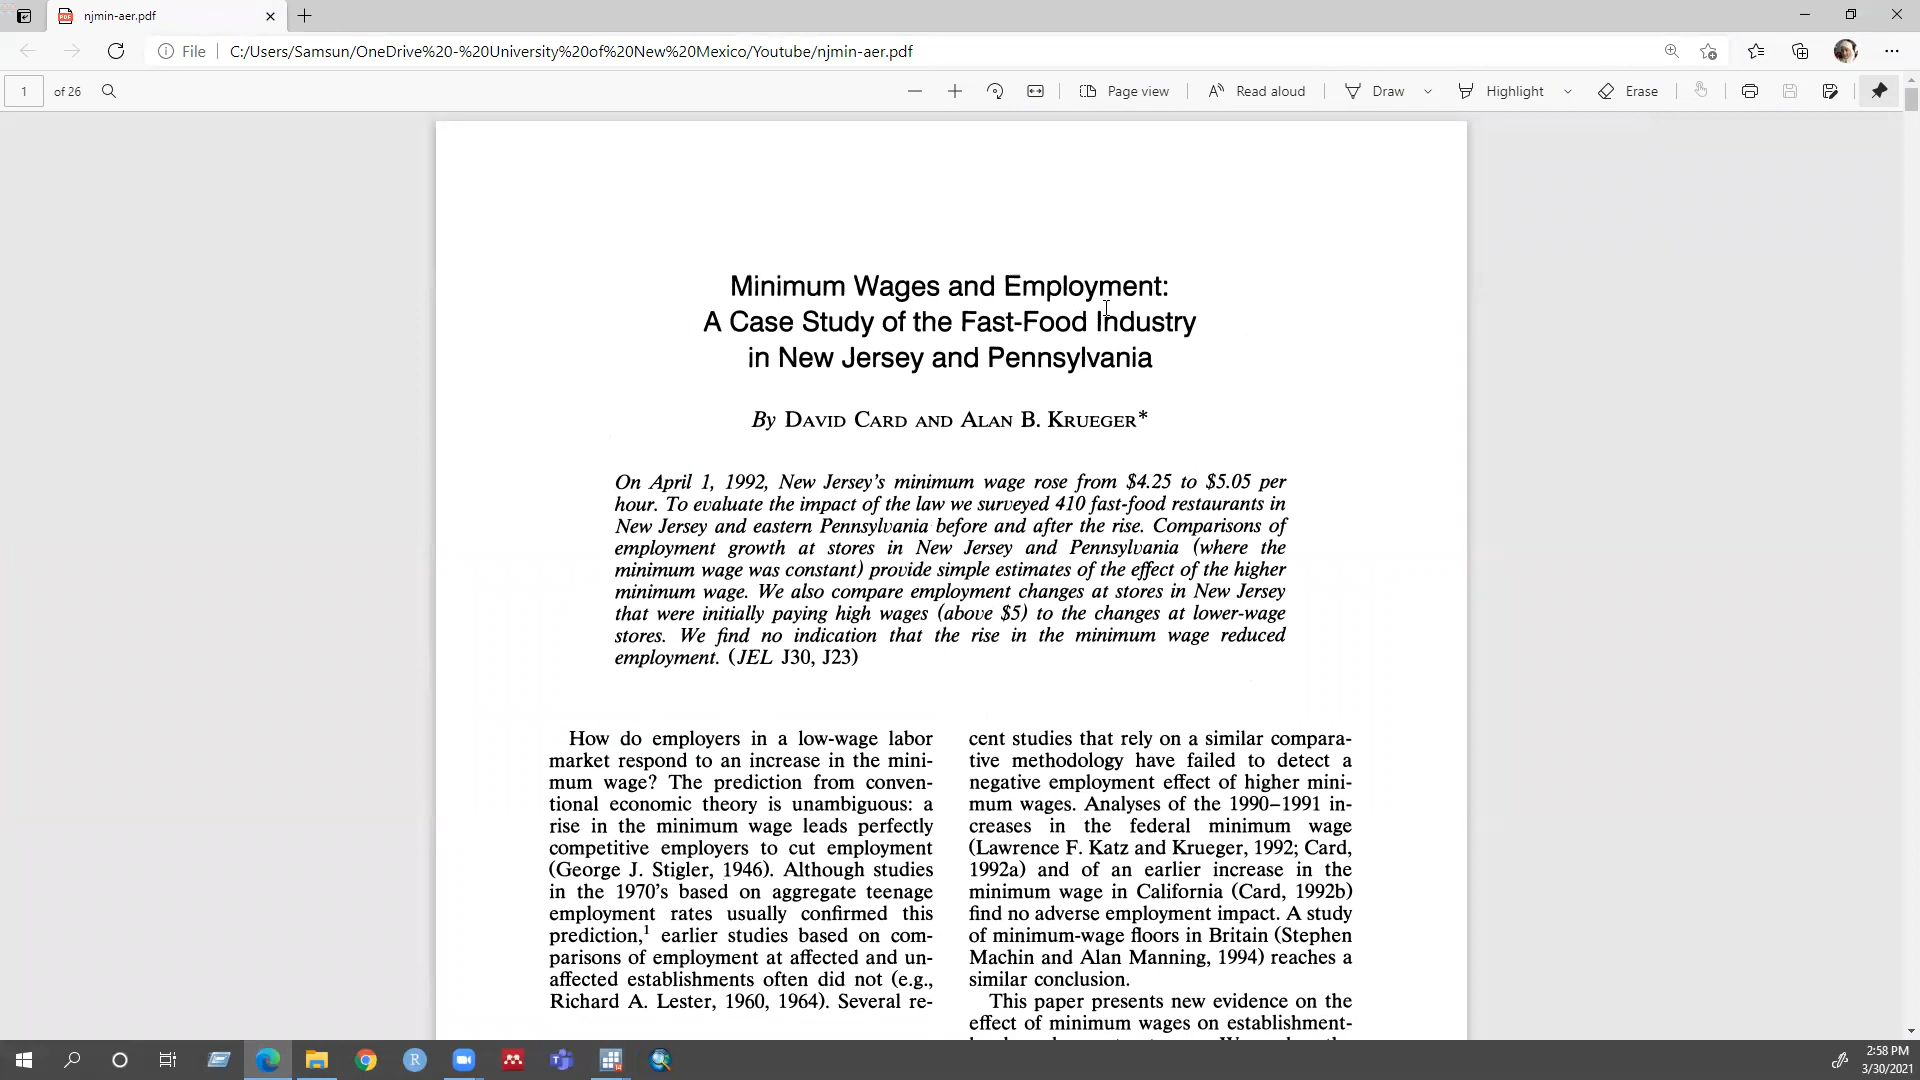 njmin-aer.pdf
File
C:/Users/Samsun/OneDrive%20-%20University%20of%20New%20Mexico/Youtube/njmin-aer.pdf
1 of 26
Page view
Read aloud
Draw
Highlight
Erase
Minimum Wages and Employment:
A Case Study of the Fast-Food Industry
in New Jersey and Pennsylvania
By DAVID CARD AND ALAN B. KRUEGER*
On April 1, 1992, New Jersey's minimum wage rose from $4.25 to $5.05 per
hour. To evaluate the impact of the law we surveyed 410 fast-food restaurants in
New Jersey and eastern Pennsylvania before and after the rise. Comparisons of
employment growth at stores in New Jersey and Pennsylvania (where the
minimum wage was constant) provide simple estimates of the effect of the higher
minimum wage. We also compare employment changes at stores in New Jersey
that were initially paying high wages (above $5) to the changes at lower-wage
stores. We find no indication that the rise in the minimum wage reduced
employment. (JEL J30, J23)
How do employers in a low-wage labor
market respond to an increase in the mini-
mum wage? The prediction from conven-
tional economic theory is unambiguous: a
rise in the minimum wage leads perfectly
competitive employers to cut employment
(George J. Stigler, 1946). Although studies
in the 1970's based on aggregate teenage
employment rates usually confirmed this
prediction,1 earlier studies based on com-
parisons of employment at affected and un-
affected establishments often did not (e.g.,
Richard A. Lester, 1960, 1964). Several re-
cent studies that rely on a similar compara-
tive methodology have failed to detect a
negative employment effect of higher mini-
mum wages. Analyses of the 1990–1991 in-
creases in the federal minimum wage
(Lawrence F. Katz and Krueger, 1992; Card,
1992a) and of an earlier increase in the
minimum wage in California (Card, 1992b)
find no adverse employment impact. A study
of minimum-wage floors in Britain (Stephen
Machin and Alan Manning, 1994) reaches a
similar conclusion.
This paper presents new evidence on the
effect of minimum wages on establishment-
2:58 PM
3/30/2021